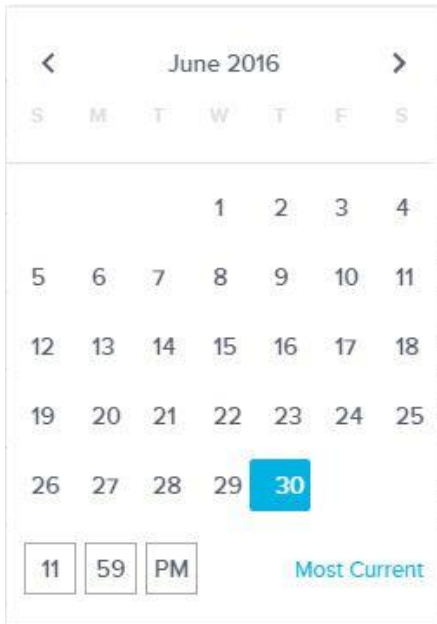 June 2016
S M T W T F S
1 2 3 4
5 6 7 8 9 10 11
12 13 14 15 16 17 18
19 20 21 22 23 24 25
26 27 28 29 30
11 59 PM Most Current